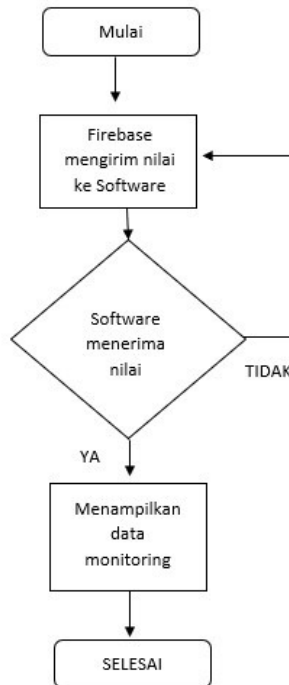 Mulai
Firebase
mengirim nilai
ke Software
Software
menerima
nilai
TIDAK
YA
Menampilkan
data
monitoring
SELESAI